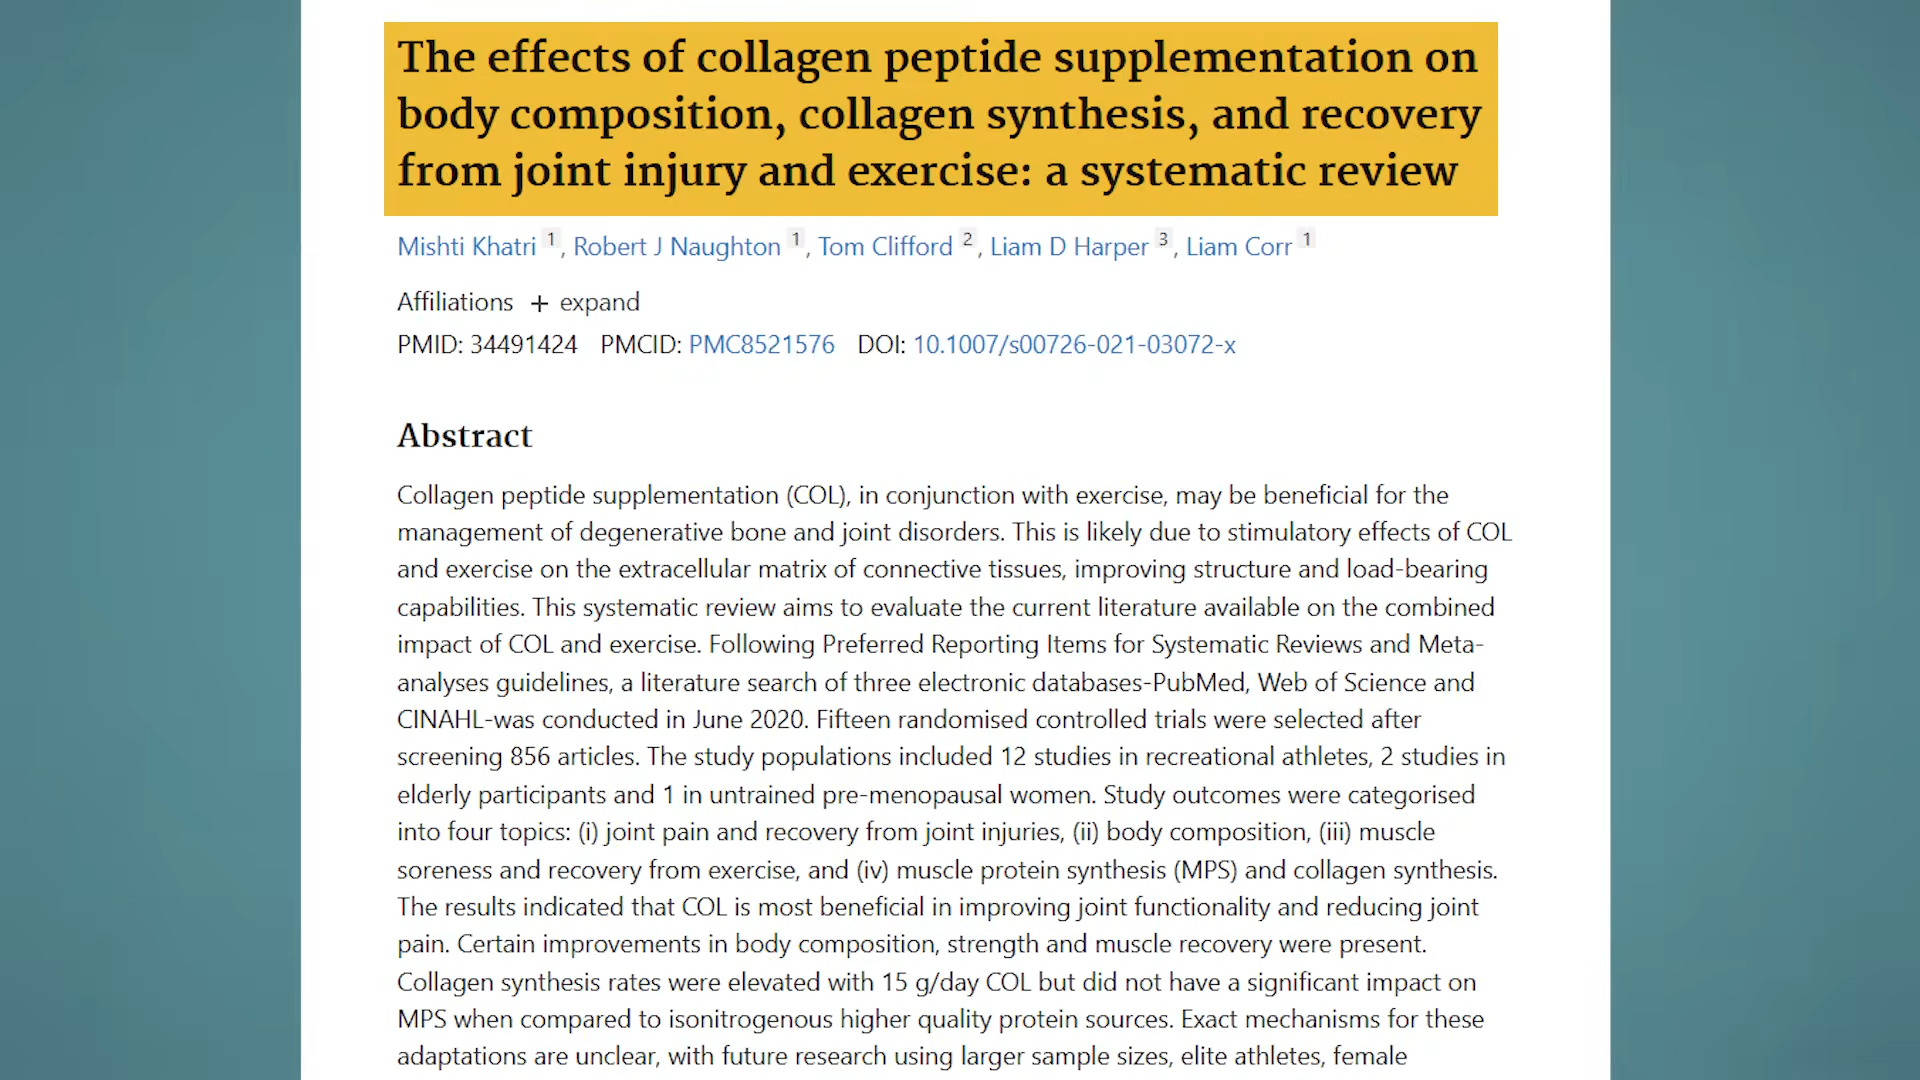 The effects of collagen peptide supplementation on
body composition, collagen synthesis, and recovery
from joint injury and exercise: a systematic review
Mishti Khatri 1, Robert J Naughton 1, Tom Clifford 2, Liam D Harper 3, Liam Corr 1
Affiliations + expand
PMID: 34491424 PMCID: PMC8521576 DOI: 10.1007/s00726-021-03072-x
Abstract
Collagen peptide supplementation (COL), in conjunction with exercise, may be beneficial for the
management of degenerative bone and joint disorders. This is likely due to stimulatory effects of COL
and exercise on the extracellular matrix of connective tissues, improving structure and load-bearing
capabilities. This systematic review aims to evaluate the current literature available on the combined
impact of COL and exercise. Following Preferred Reporting Items for Systematic Reviews and Meta-
analyses guidelines, a literature search of three electronic databases-PubMed, Web of Science and
CINAHL-was conducted in June 2020. Fifteen randomised controlled trials were selected after
screening 856 articles. The study populations included 12 studies in recreational athletes, 2 studies in
elderly participants and 1 in untrained pre-menopausal women. Study outcomes were categorised
into four topics: (i) joint pain and recovery from joint injuries, (ii) body composition, (iii) muscle
soreness and recovery from exercise, and (iv) muscle protein synthesis (MPS) and collagen synthesis.
The results indicated that COL is most beneficial in improving joint functionality and reducing joint
pain. Certain improvements in body composition, strength and muscle recovery were present.
Collagen synthesis rates were elevated with 15 g/day COL but did not have a significant impact on
MPS when compared to isonitrogenous higher quality protein sources. Exact mechanisms for these
adaptations are unclear, with future research using larger sample sizes, elite athletes, female